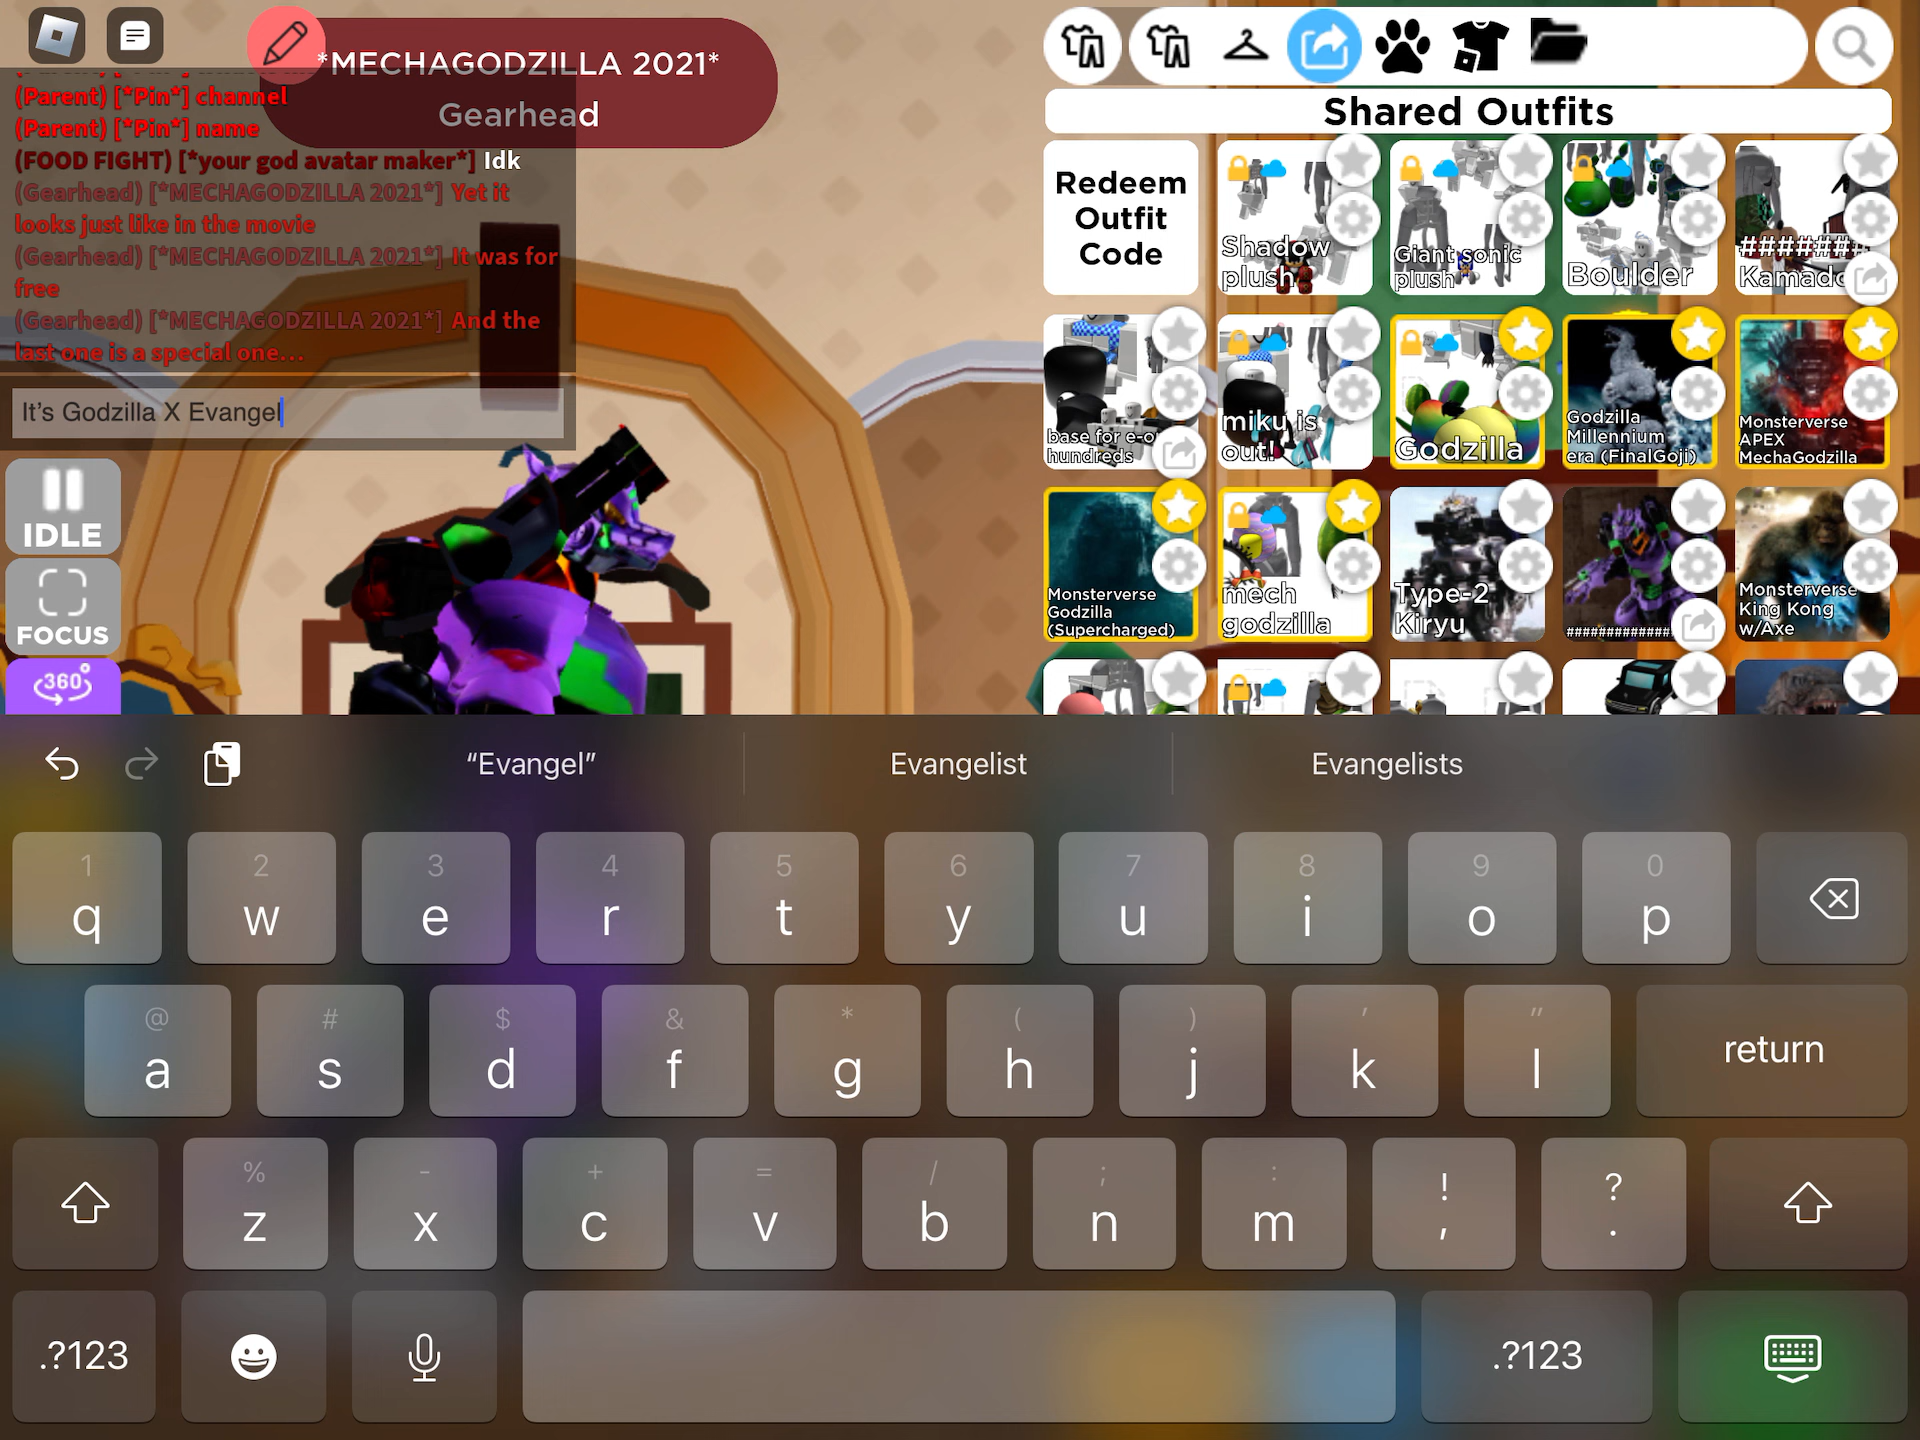 *MECHAGODZILLA 2021*
Gearhead
(Parent) [*Pin*] channel
(Parent) [*Pin*] name
(FOOD FIGHT) [*your god avatar maker*] Idk
(Gearhead) [*MECHAGODZILLA 2021*] Yet it
looks just like in the movie
(Gearhead) [*MECHAGODZILLA 2021*] It was for
free
(Gearhead) [*MECHAGODZILLA 2021*] And the
last one is a special one...
It's Godzilla X Evangel
IDLE
FOCUS
360°
Shared Outfits
Redeem
Outfit
Code
Shadow
plush
Giant sonic
plush
Boulder
Kamado
base for e-o
hundreds
miku is
out!
Godzilla
Godzilla
Millennium
era (FinalGoji)
Monsterverse
APEX
MechaGodzilla
Monsterverse
Godzilla
(Supercharged)
mech
godzilla
Type-2
Kiryu
#############
Monsterverse
King Kong
w/Axe
“Evangel”
Evangelist
Evangelists
1 2 3 4 5 6 7 8 9 0
q w e r t y u i o p
@ # $ & * ( ) ' "
a s d f g h j k l return
% - + = / ; : ! ?
z x c v b n m , .
.?123
.?123